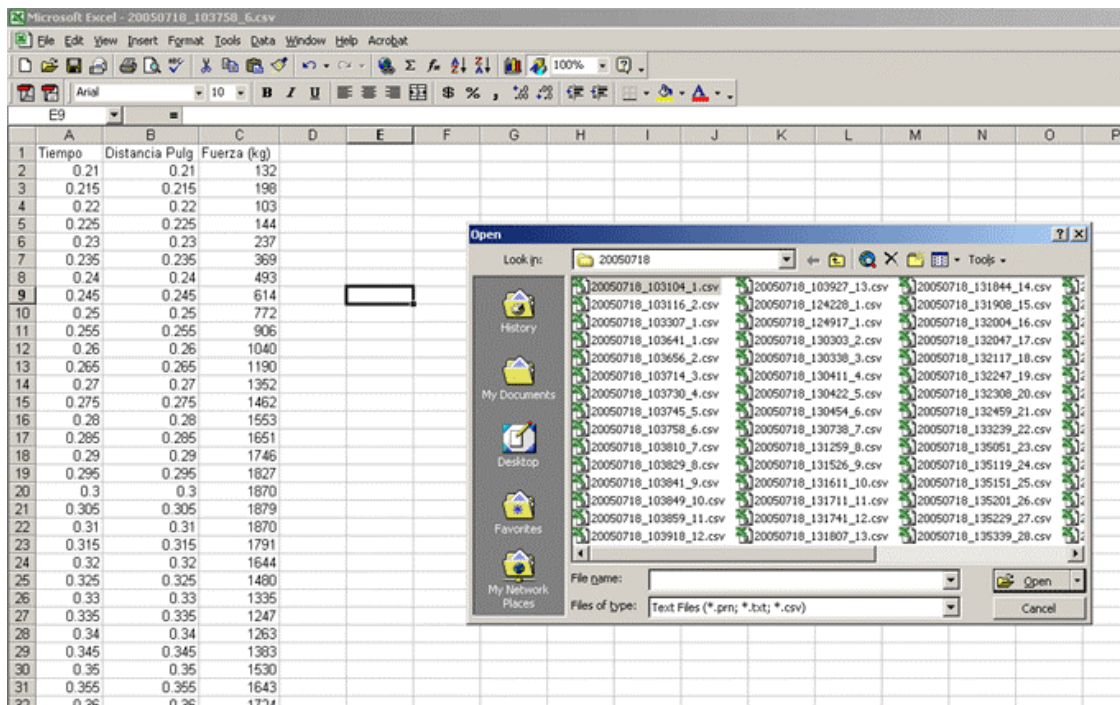 Microsoft Excel - 20050718_103758_6.csv
File Edit View Insert Format Tools Data Window Help Acrobat
100%
Arial 10 B I U $ % ,
E9 =
A B C D E F G H I J K L M N O P
1 Tiempo Distancia Pulg Fuerza (kg)
2 0.21 0.21 132
3 0.215 0.215 198
4 0.22 0.22 103
5 0.225 0.225 144
6 0.23 0.23 237
7 0.235 0.235 369
8 0.24 0.24 493
9 0.245 0.245 614
10 0.25 0.25 772
11 0.255 0.255 906
12 0.26 0.26 1040
13 0.265 0.265 1190
14 0.27 0.27 1352
15 0.275 0.275 1462
16 0.28 0.28 1553
17 0.285 0.285 1651
18 0.29 0.29 1746
19 0.295 0.295 1827
20 0.3 0.3 1870
21 0.305 0.305 1879
22 0.31 0.31 1870
23 0.315 0.315 1791
24 0.32 0.32 1644
25 0.325 0.325 1480
26 0.33 0.33 1335
27 0.335 0.335 1247
28 0.34 0.34 1263
29 0.345 0.345 1383
30 0.35 0.35 1530
31 0.355 0.355 1643
32 0.36 0.36 1724
Open
Look in: 20050718 Tools
History
My Documents
Desktop
Favorites
My Network Places
20050718_103104_1.csv 20050718_103927_13.csv 20050718_131844_14.csv
20050718_103116_2.csv 20050718_124228_1.csv 20050718_131908_15.csv
20050718_103307_1.csv 20050718_124917_1.csv 20050718_132004_16.csv
20050718_103641_1.csv 20050718_130303_2.csv 20050718_132047_17.csv
20050718_103656_2.csv 20050718_130338_3.csv 20050718_132117_18.csv
20050718_103714_3.csv 20050718_130411_4.csv 20050718_132247_19.csv
20050718_103730_4.csv 20050718_130422_5.csv 20050718_132308_20.csv
20050718_103745_5.csv 20050718_130454_6.csv 20050718_132459_21.csv
20050718_103758_6.csv 20050718_130738_7.csv 20050718_133239_22.csv
20050718_103810_7.csv 20050718_131259_8.csv 20050718_135051_23.csv
20050718_103829_8.csv 20050718_131526_9.csv 20050718_135119_24.csv
20050718_103841_9.csv 20050718_131611_10.csv 20050718_135151_25.csv
20050718_103849_10.csv 20050718_131711_11.csv 20050718_135201_26.csv
20050718_103859_11.csv 20050718_131741_12.csv 20050718_135229_27.csv
20050718_103918_12.csv 20050718_131807_13.csv 20050718_135339_28.csv
File name: Open
Files of type: Text Files (*.prn; *.txt; *.csv) Cancel